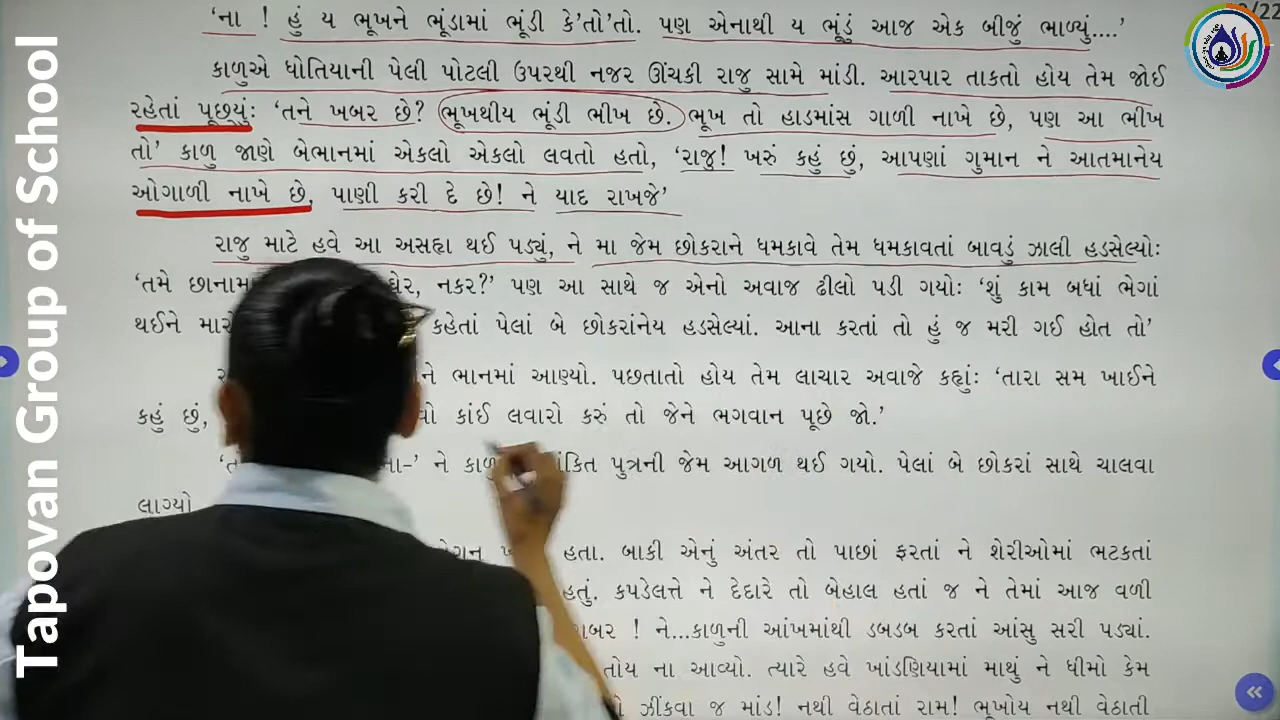 ‘ના ! હું ય ભૂખને ભૂંડામાં ભૂંડી કે’તો’તો. પણ એનાથી ય ભૂંડું આજ એક બીજું ભાળ્યું....’
/22
કાળુએ ધોતિયાની પેલી પોટલી ઉપરથી નજર ઊંચકી રાજુ સામે માંડી. આરપાર તાકતો હોય તેમ જોઈ
રહેતાં પૂછ્યું: ‘તને ખબર છે? ભૂખથીય ભૂંડી ભીખ છે. ભૂખ તો હાડમાંસ ગાળી નાખે છે, પણ આ ભીખ
તો’ કાળુ જાણે બેભાનમાં એકલો એકલો લવતો હતો, ‘રાજુ! ખરું કહું છું, આપણાં ગુમાન ને આતમાનેય
ઓગાળી નાખે છે, પાણી કરી દે છે! ને યાદ રાખજે’
રાજુ માટે હવે આ અસહ્ય થઈ પડ્યું, ને મા જેમ છોકરાને ધમકાવે તેમ ધમકાવતાં બાવડું ઝાલી હડસેલ્યો:
‘તમે છાનામા ઘેર, નકર?’ પણ આ સાથે જ એનો અવાજ ઢીલો પડી ગયો: ‘શું કામ બધાં ભેગાં
થઈને મારો કહેતાં પેલાં બે છોકરાંનેય હડસેલ્યાં. આના કરતાં તો હું જ મરી ગઈ હોત તો’
ને ભાનમાં આણ્યો. પછતાતો હોય તેમ લાચાર અવાજે કહ્યું: ‘તારા સમ ખાઈને
કહું છું, કાંઈ લવારો કરું તો જેને ભગવાન પૂછે જો.’
ને કાળુ પુત્રની જેમ આગળ થઈ ગયો. પેલાં બે છોકરાં સાથે ચાલવા
લાગ્યો
હતા. બાકી એનું અંતર તો પાછાં ફરતાં ને શેરીઓમાં ભટકતાં
હતું. કપડેલત્તે ને દેદારે તો બેહાલ હતાં જ ને તેમાં આજ વળી
! ને...કાળુની આંખમાંથી ડબડબ કરતાં આંસુ સરી પડ્યાં.
તોય ના આવ્યો. ત્યારે હવે ખાંડણિયામાં માથું ને ધીમો કેમ
ઝીંકવા જ માંડ! નથી વેઠાતાં રામ! ભૂખોય નથી વેઠાતી
Tapovan Group of School